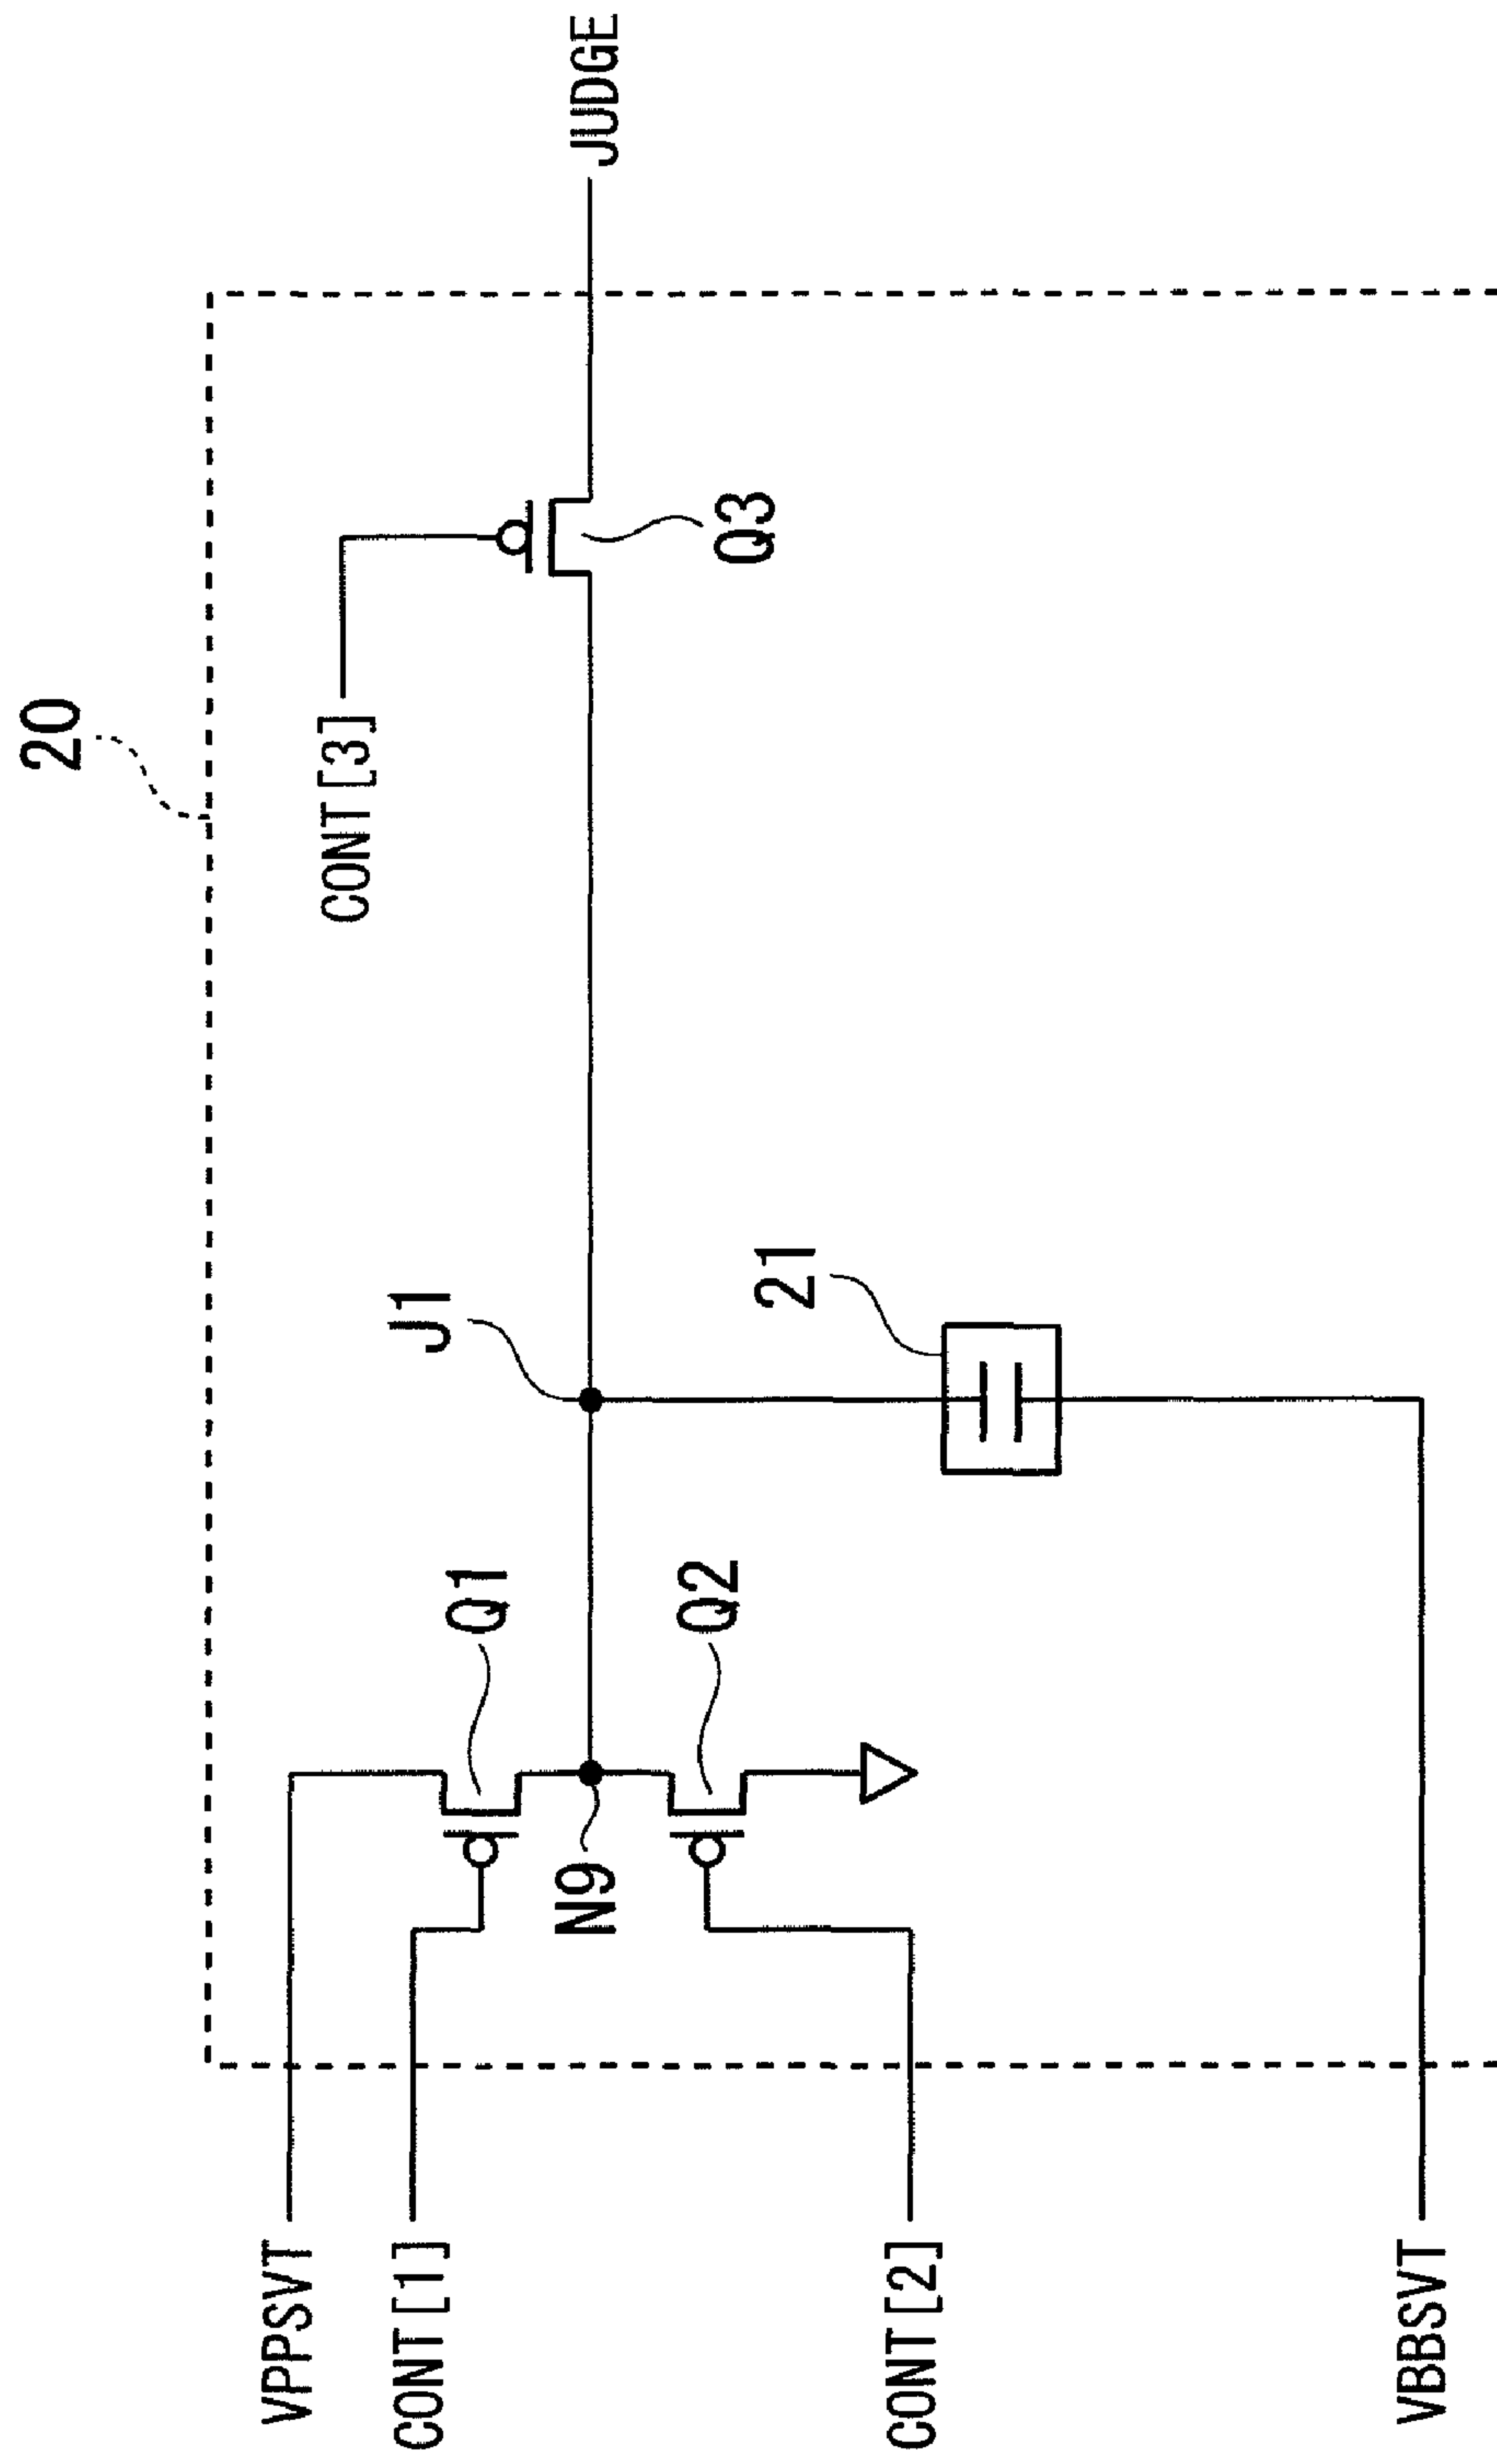 20
CONT[3]
JUDGE
Q3
J1
21
Q1
Q2
N9
VPPSVT
CONT[1]
CONT[2]
VBBSVT